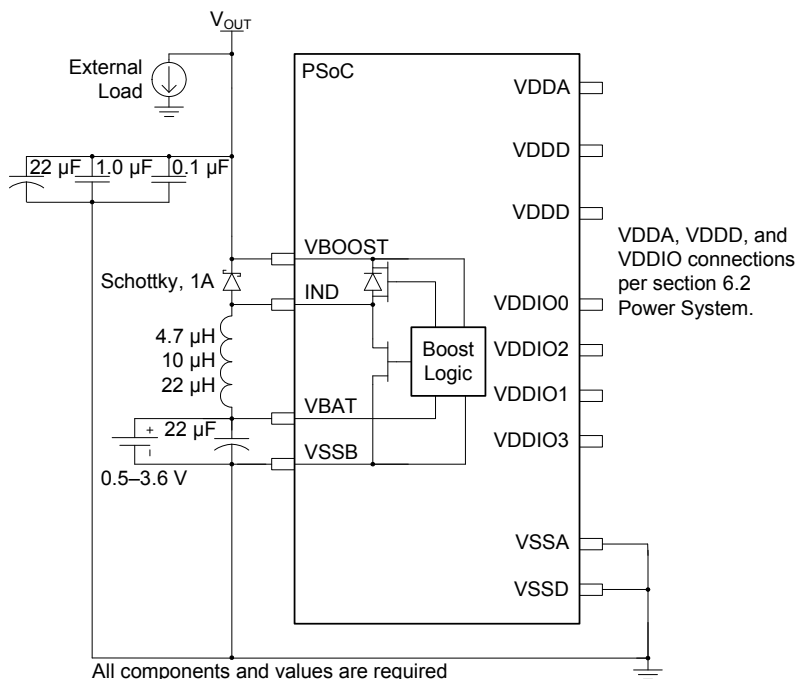 VOUT
External
Load
PSoC
VDDA
VDDD
VDDD
22 µF 1.0 µF 0.1 µF
VDDA, VDDD, and
VDDIO connections
per section 6.2
Power System.
VBOOST
Schottky, 1A
IND
VDDIO0
4.7 µH
10 µH
22 µH
Boost
Logic
VDDIO2
VDDIO1
VBAT
+ 22 µF
VDDIO3
-
VSSB
0.5–3.6 V
VSSA
VSSD
All components and values are required